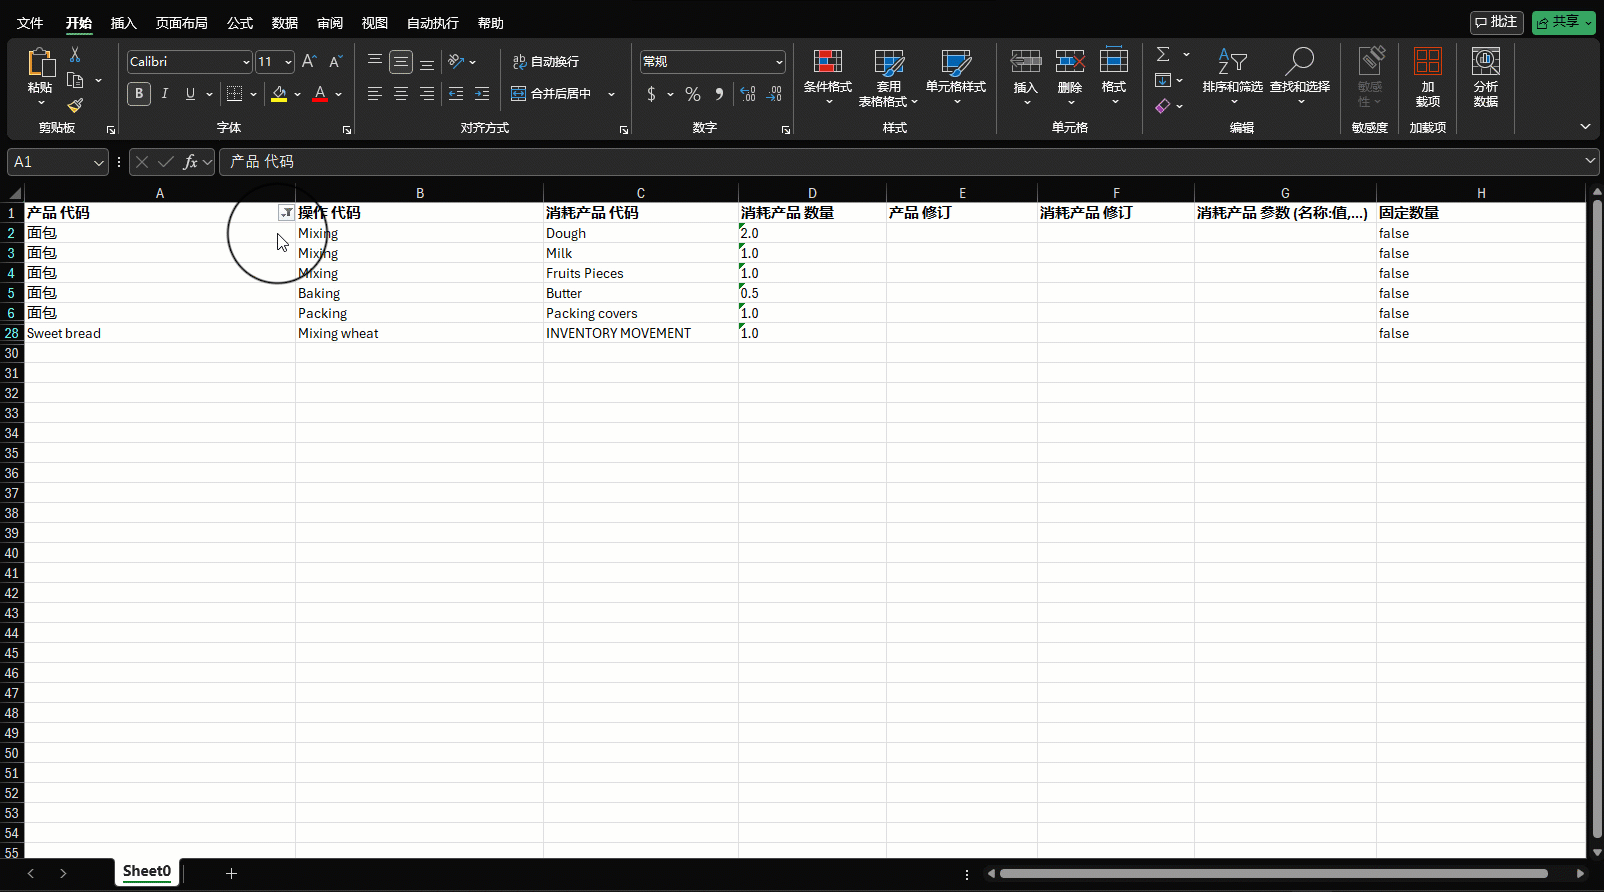 文件 开始 插入 页面布局 公式 数据 审阅 视图 自动执行 帮助 批注 共享
粘贴 Calibri 11 A A 自动换行 常规 条件格式 套用 表格格式 单元格样式 插入 删除 格式 排序和筛选 查找和选择 敏感性 加载项 分析数据
B I U A 合并后居中 $ % 9 .00 .00
剪贴板 字体 对齐方式 数字 样式 单元格 编辑 敏感度 加载项
A1 fx 产品 代码
A B C D E F G H
1 产品 代码 操作 代码 消耗产品 代码 消耗产品 数量 产品 修订 消耗产品 修订 消耗产品 参数 (名称:值,...) 固定数量
2 面包 Mixing Dough 2.0 false
3 面包 Mixing Milk 1.0 false
4 面包 Mixing Fruits Pieces 1.0 false
5 面包 Baking Butter 0.5 false
6 面包 Packing Packing covers 1.0 false
28 Sweet bread Mixing wheat INVENTORY MOVEMENT 1.0 false
30
31
32
33
34
35
36
37
38
39
40
41
42
43
44
45
46
47
48
49
50
51
52
53
54
55
Sheet0